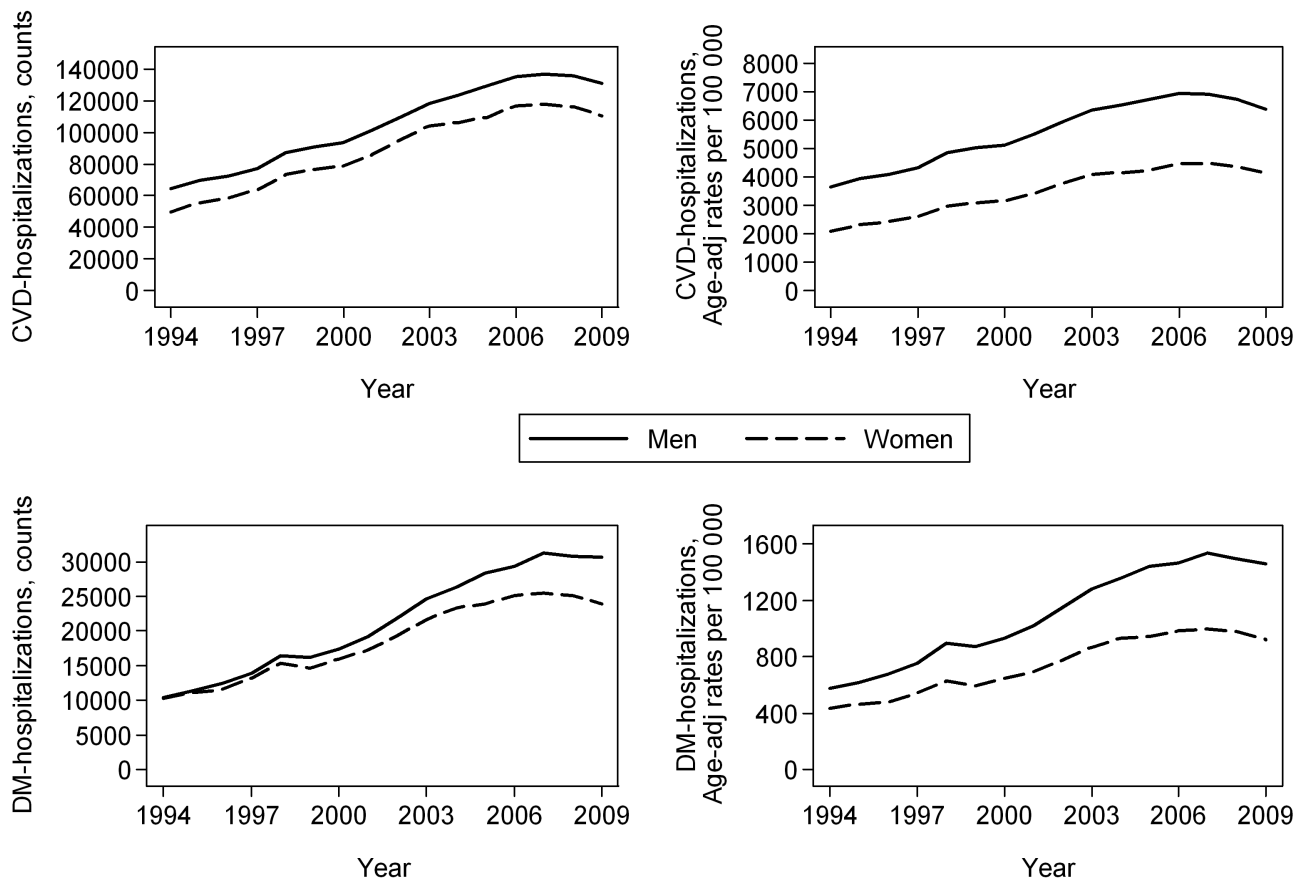 CVD-hospitalizations, counts
140000
120000
100000
80000
60000
40000
20000
0
1994 1997 2000 2003 2006 2009
Year
CVD-hospitalizations,
Age-adj rates per 100 000
8000
7000
6000
5000
4000
3000
2000
1000
0
1994 1997 2000 2003 2006 2009
Year
Men Women
DM-hospitalizations, counts
30000
25000
20000
15000
10000
5000
0
1994 1997 2000 2003 2006 2009
Year
DM-hospitalizations,
Age-adj rates per 100 000
1600
1200
800
400
0
1994 1997 2000 2003 2006 2009
Year